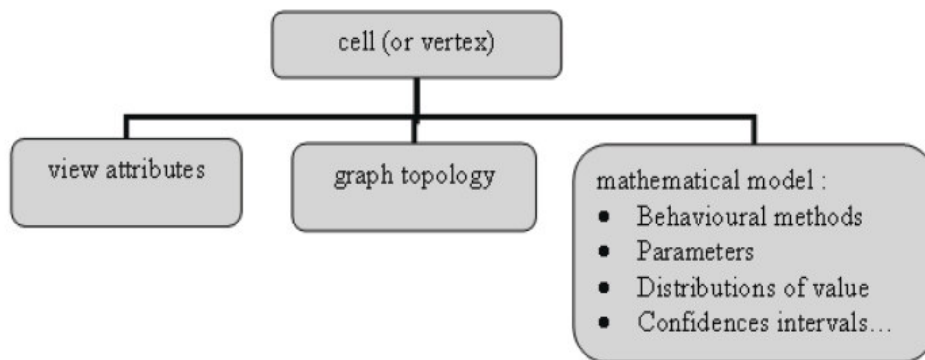 cell (or vertex)
view attributes
graph topology
mathematical model :
● Behavioural methods
● Parameters
● Distributions of value
● Confidences intervals…